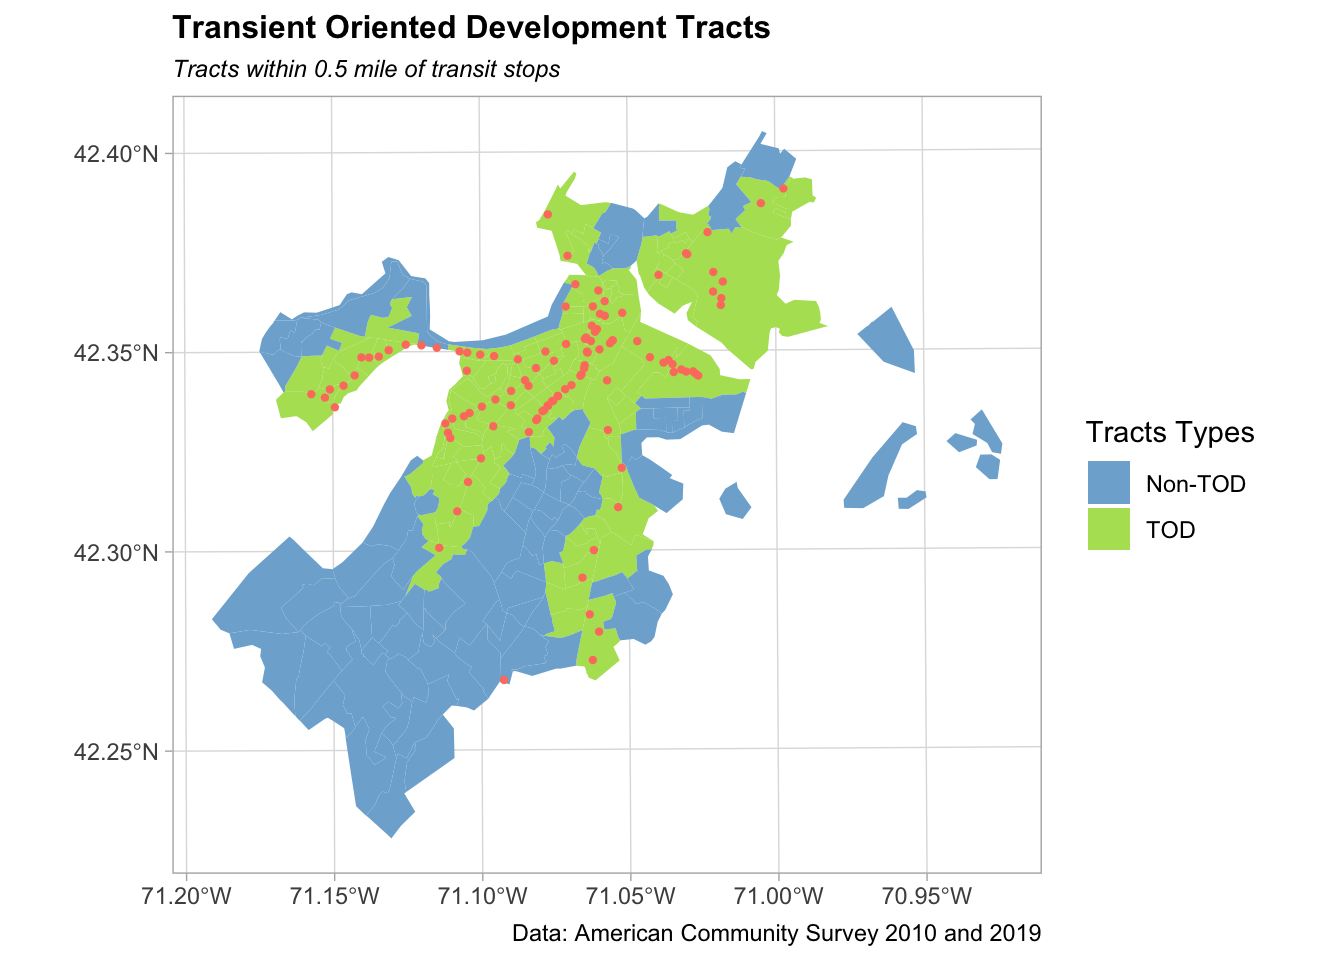 Transient Oriented Development Tracts
Tracts within 0.5 mile of transit stops
42.40°N
42.35°N
42.30°N
42.25°N
71.20°W
71.15°W
71.10°W
71.05°W
71.00°W
70.95°W
Tracts Types
Non-TOD
TOD
Data: American Community Survey 2010 and 2019